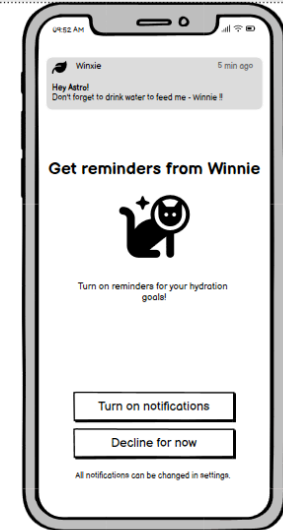 09:52 AM
Winxie 5 min ago
Hey Astro!
Don't forget to drink water to feed me - Winnie !!
Get reminders from Winnie
Turn on reminders for your hydration
goals!
Turn on notifications
Decline for now
All notifications can be changed in settings.